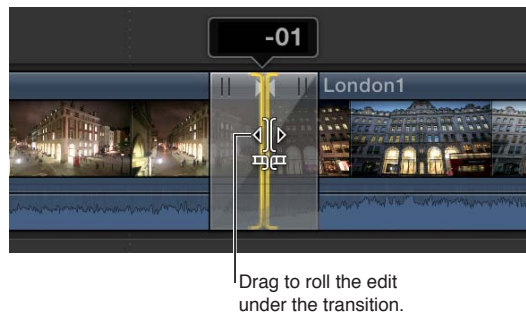 -01
London1
Drag to roll the edit
under the transition.